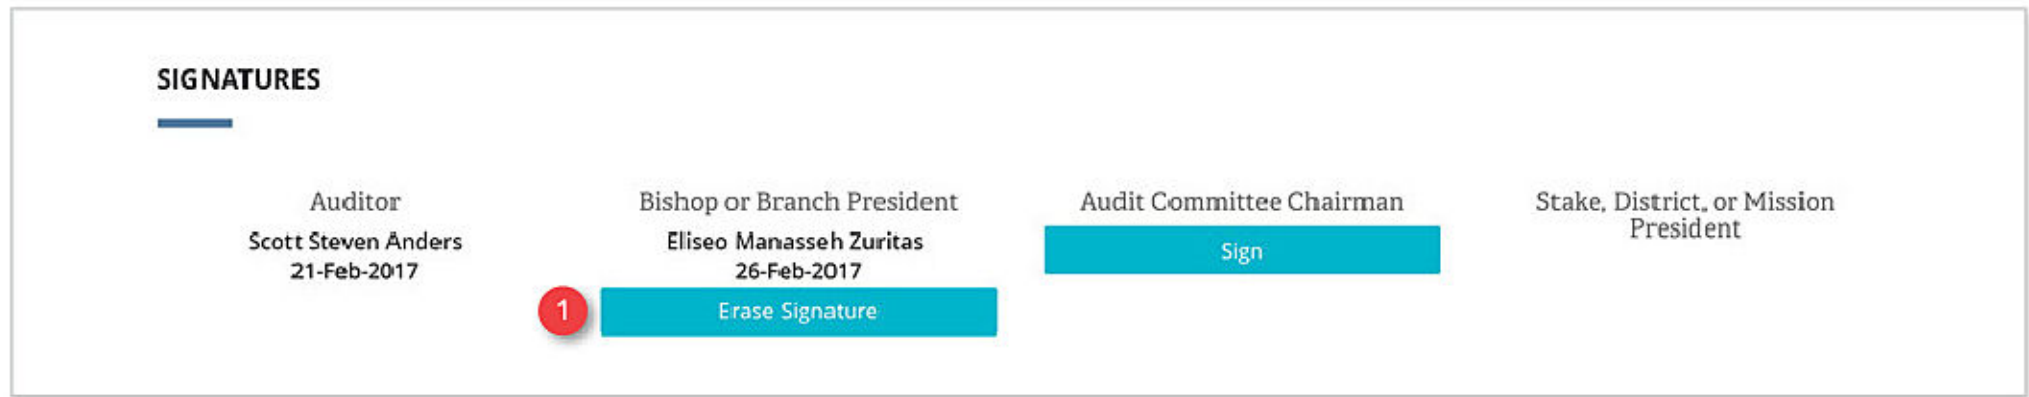 SIGNATURES
Auditor
Scott Steven Anders
21-Feb-2017
Bishop or Branch President
Eliseo Manasseh Zuritas
26-Feb-2017
1
Erase Signature
Audit Committee Chairman
Sign
Stake, District, or Mission
President